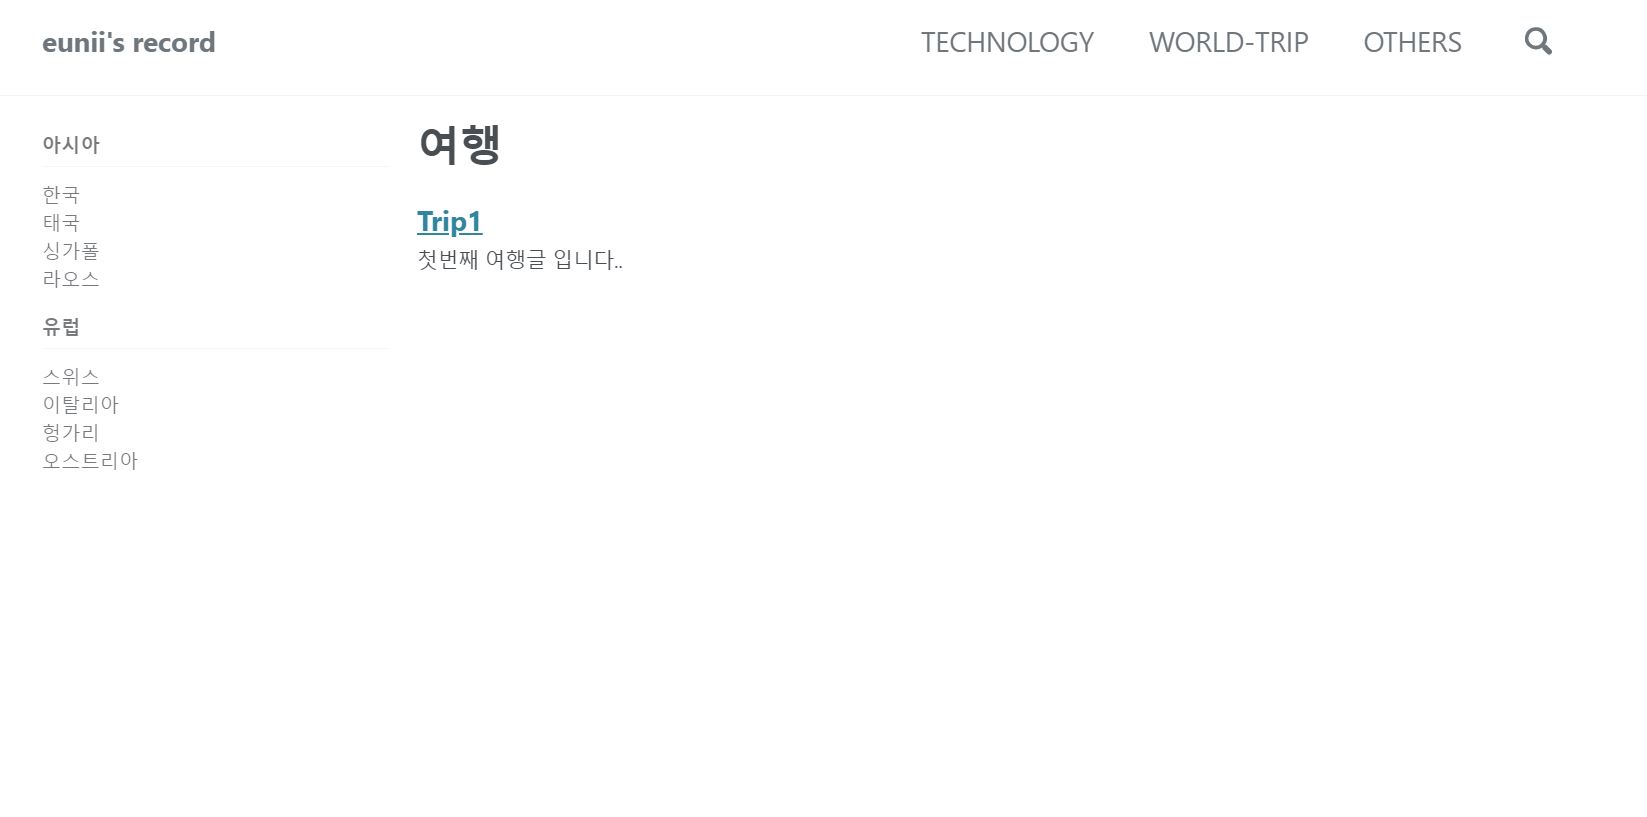 eunii's record
TECHNOLOGY WORLD-TRIP OTHERS
아시아
한국
태국
싱가폴
라오스
유럽
스위스
이탈리아
헝가리
오스트리아
여행
Trip1
첫번째 여행글 입니다..